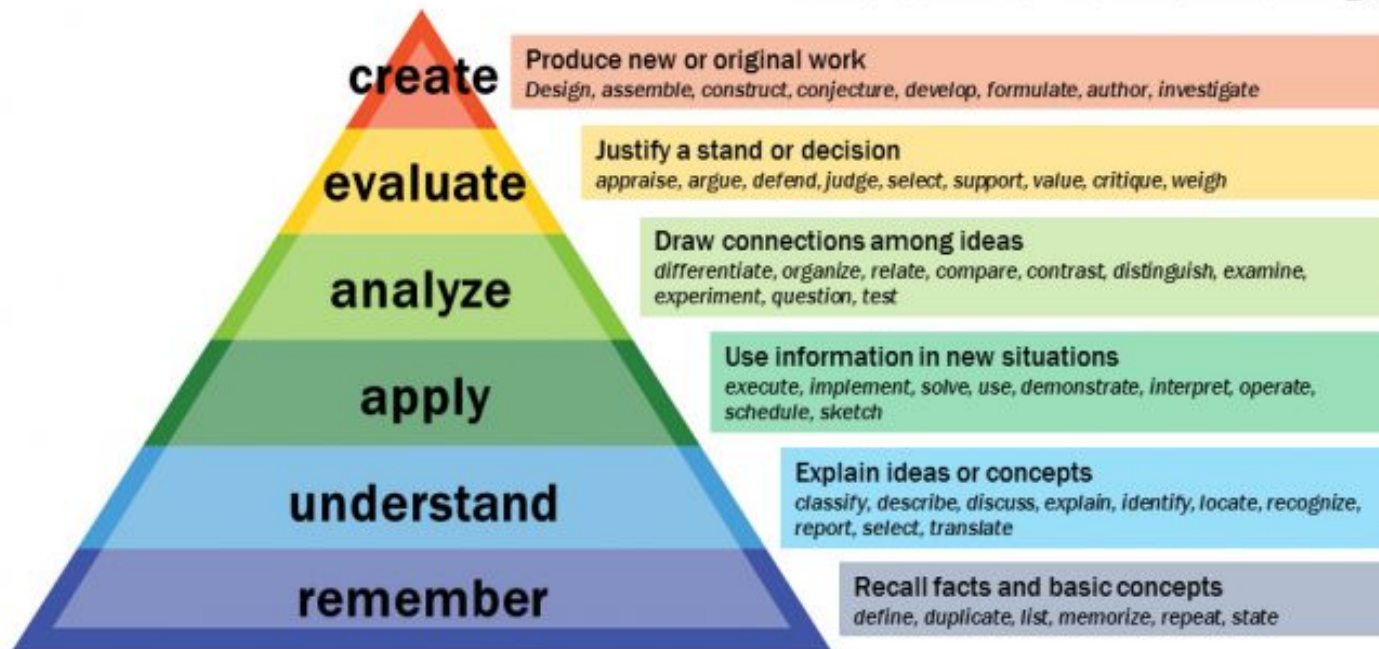 create
Produce new or original work
Design, assemble, construct, conjecture, develop, formulate, author, investigate
evaluate
Justify a stand or decision
appraise, argue, defend, judge, select, support, value, critique, weigh
analyze
Draw connections among ideas
differentiate, organize, relate, compare, contrast, distinguish, examine,
experiment, question, test
apply
Use information in new situations
execute, implement, solve, use, demonstrate, interpret, operate,
schedule, sketch
understand
Explain ideas or concepts
classify, describe, discuss, explain, identify, locate, recognize,
report, select, translate
remember
Recall facts and basic concepts
define, duplicate, list, memorize, repeat, state